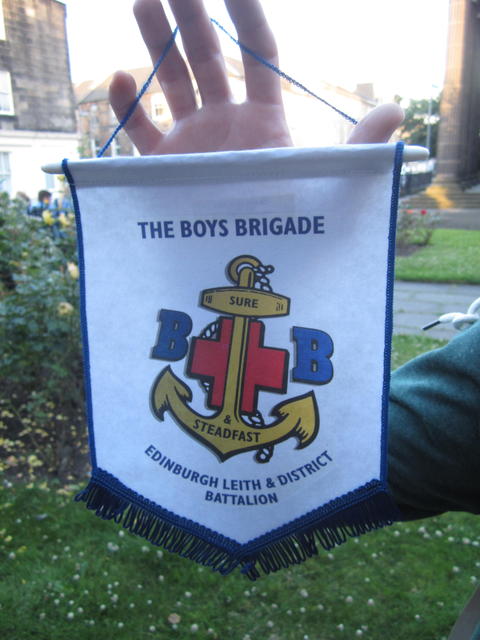 THE BOYS BRIGADE
SURE
B B
&
STEADFAST
EDINBURGH LEITH & DISTRICT
BATTALION